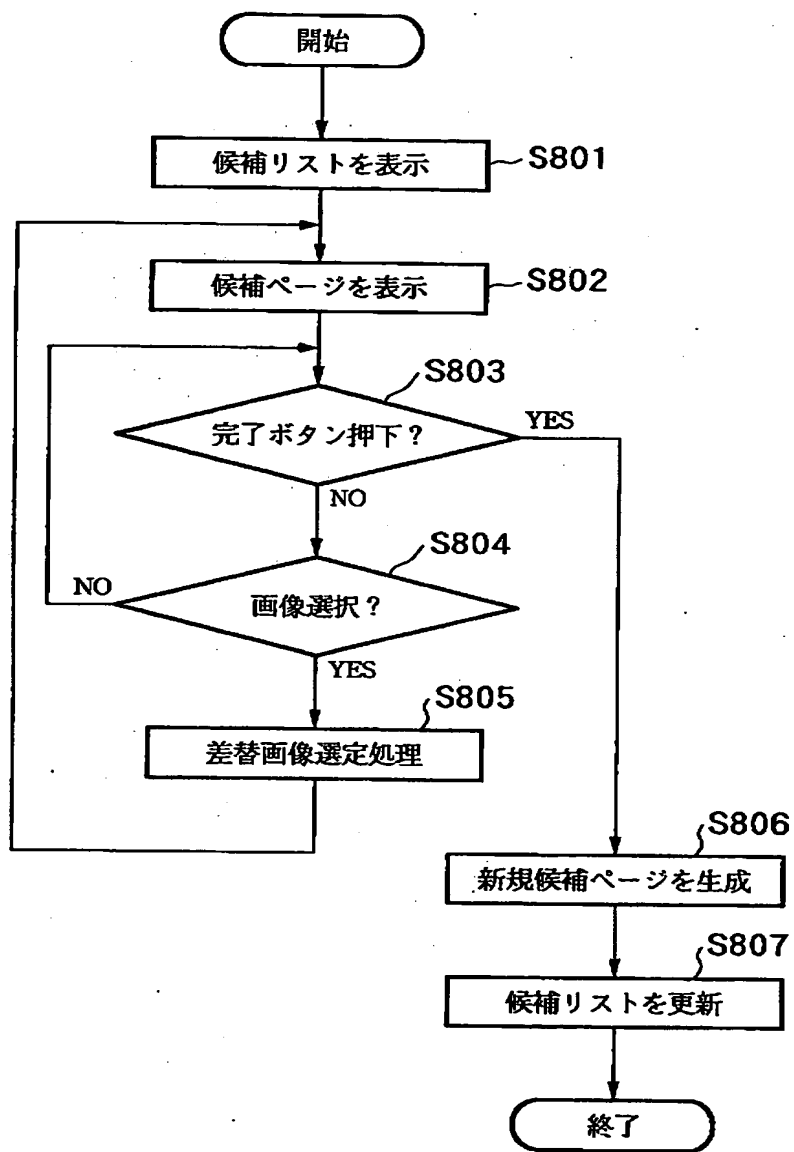 開始
候補リストを表示
S801
候補ページを表示
S802
S803
完了ボタン押下?
YES
NO
S804
画像選択?
NO
YES
S805
差替画像選定処理
S806
新規候補ページを生成
S807
候補リストを更新
終了